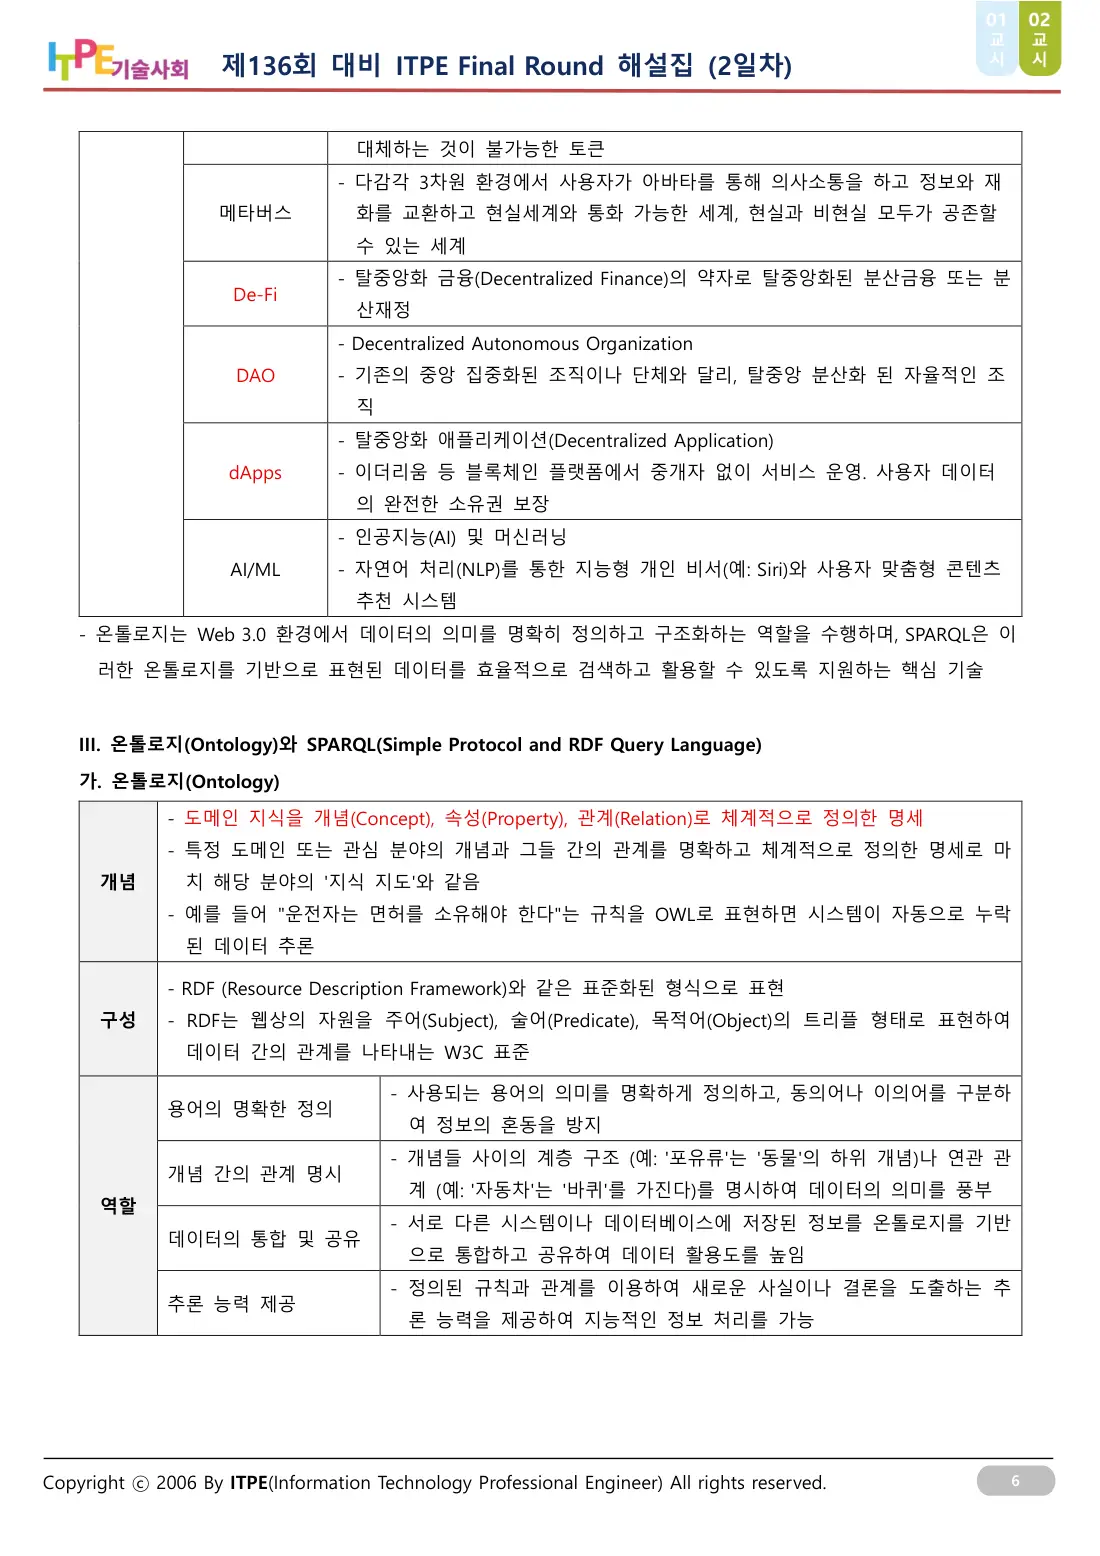 ITPE기술사회 제136회 대비 ITPE Final Round 해설집 (2일차)
01 교시
02 교시
대체하는 것이 불가능한 토큰
메타버스
- 다감각 3차원 환경에서 사용자가 아바타를 통해 의사소통을 하고 정보와 재
화를 교환하고 현실세계와 통화 가능한 세계, 현실과 비현실 모두가 공존할
수 있는 세계
De-Fi
- 탈중앙화 금융(Decentralized Finance)의 약자로 탈중앙화된 분산금융 또는 분
산재정
DAO
- Decentralized Autonomous Organization
- 기존의 중앙 집중화된 조직이나 단체와 달리, 탈중앙 분산화 된 자율적인 조
직
dApps
- 탈중앙화 애플리케이션(Decentralized Application)
- 이더리움 등 블록체인 플랫폼에서 중개자 없이 서비스 운영. 사용자 데이터
의 완전한 소유권 보장
AI/ML
- 인공지능(AI) 및 머신러닝
- 자연어 처리(NLP)를 통한 지능형 개인 비서(예: Siri)와 사용자 맞춤형 콘텐츠
추천 시스템
- 온톨로지는 Web 3.0 환경에서 데이터의 의미를 명확히 정의하고 구조화하는 역할을 수행하며, SPARQL은 이
러한 온톨로지를 기반으로 표현된 데이터를 효율적으로 검색하고 활용할 수 있도록 지원하는 핵심 기술
III. 온톨로지(Ontology)와 SPARQL(Simple Protocol and RDF Query Language)
가. 온톨로지(Ontology)
개념
- 도메인 지식을 개념(Concept), 속성(Property), 관계(Relation)로 체계적으로 정의한 명세
- 특정 도메인 또는 관심 분야의 개념과 그들 간의 관계를 명확하고 체계적으로 정의한 명세로 마
치 해당 분야의 '지식 지도'와 같음
- 예를 들어 "운전자는 면허를 소유해야 한다"는 규칙을 OWL로 표현하면 시스템이 자동으로 누락
된 데이터 추론
구성
- RDF (Resource Description Framework)와 같은 표준화된 형식으로 표현
- RDF는 웹상의 자원을 주어(Subject), 술어(Predicate), 목적어(Object)의 트리플 형태로 표현하여
데이터 간의 관계를 나타내는 W3C 표준
역할
용어의 명확한 정의
- 사용되는 용어의 의미를 명확하게 정의하고, 동의어나 이의어를 구분하
여 정보의 혼동을 방지
개념 간의 관계 명시
- 개념들 사이의 계층 구조 (예: '포유류'는 '동물'의 하위 개념)나 연관 관
계 (예: '자동차'는 '바퀴'를 가진다)를 명시하여 데이터의 의미를 풍부
데이터의 통합 및 공유
- 서로 다른 시스템이나 데이터베이스에 저장된 정보를 온톨로지를 기반
으로 통합하고 공유하여 데이터 활용도를 높임
추론 능력 제공
- 정의된 규칙과 관계를 이용하여 새로운 사실이나 결론을 도출하는 추
론 능력을 제공하여 지능적인 정보 처리를 가능
Copyright ⓒ 2006 By ITPE(Information Technology Professional Engineer) All rights reserved.
6